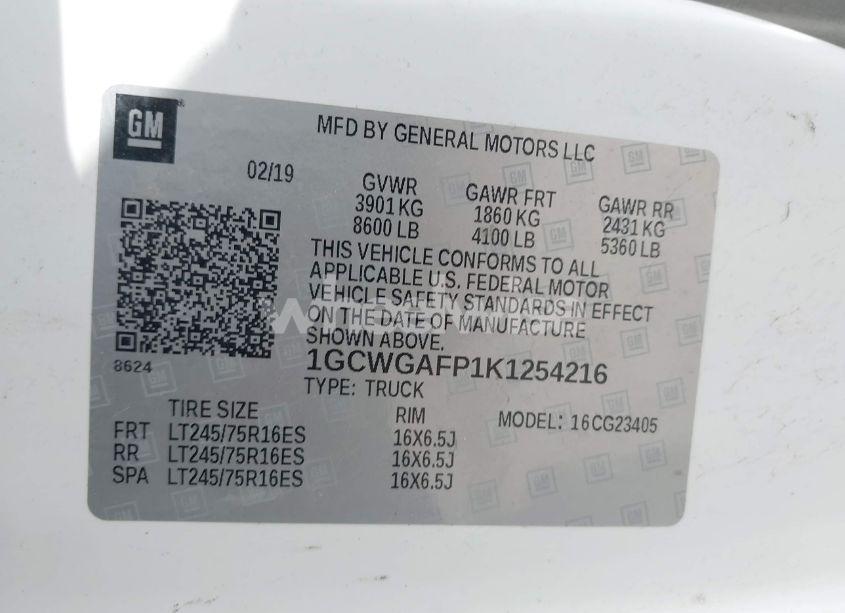 GM
MFD BY GENERAL MOTORS LLC
02/19
GVWR
3901 KG
8600 LB
GAWR FRT
1860 KG
4100 LB
GAWR RR
2431 KG
5360 LB
THIS VEHICLE CONFORMS TO ALL
APPLICABLE U.S. FEDERAL MOTOR
VEHICLE SAFETY STANDARDS IN EFFECT
ON THE DATE OF MANUFACTURE
SHOWN ABOVE.
8624
1GCWGAFP1K1254216
TYPE: TRUCK
TIRE SIZE RIM MODEL: 16CG23405
FRT LT245/75R16ES 16X6.5J
RR LT245/75R16ES 16X6.5J
SPA LT245/75R16ES 16X6.5J